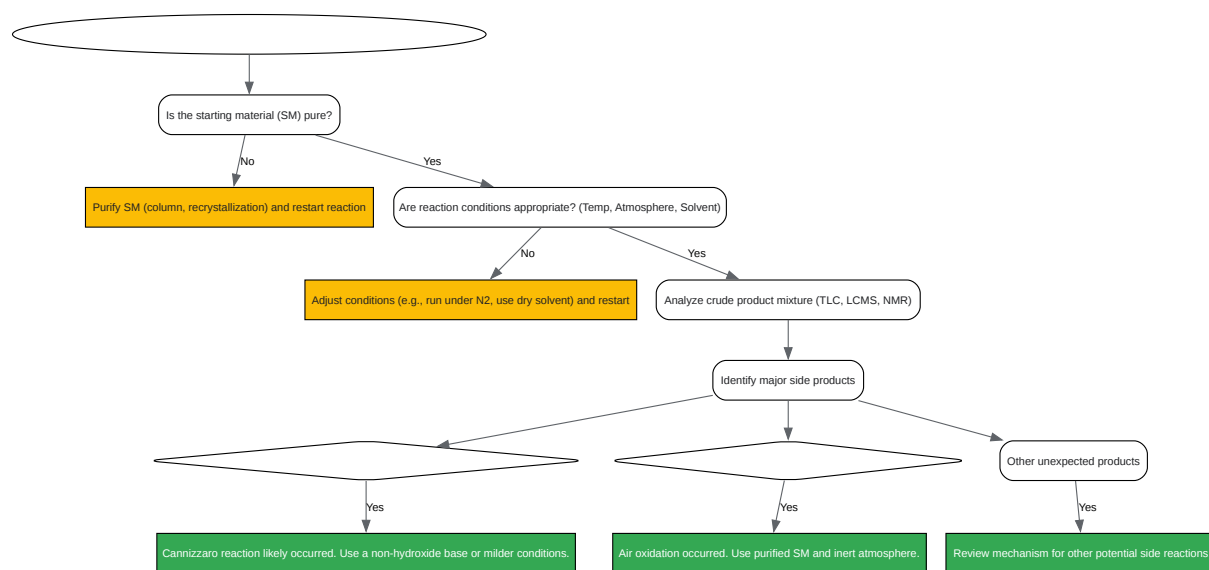 Is the starting material (SM) pure?
No
Yes
Purify SM (column, recrystallization) and restart reaction
Are reaction conditions appropriate? (Temp, Atmosphere, Solvent)
No
Yes
Adjust conditions (e.g., run under N2, use dry solvent) and restart
Analyze crude product mixture (TLC, LCMS, NMR)
Identify major side products
Other unexpected products
Yes
Yes
Yes
Cannizzaro reaction likely occurred. Use a non-hydroxide base or milder conditions.
Air oxidation occurred. Use purified SM and inert atmosphere.
Review mechanism for other potential side reactions